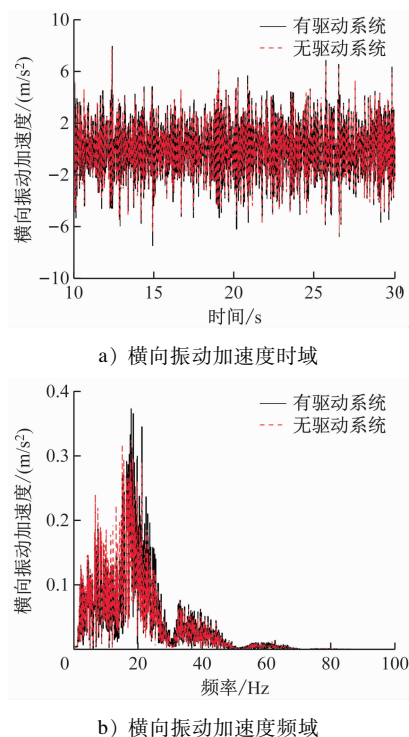 有驱动系统
无驱动系统
横向振动加速度/(m/s2)
10
6
2
−2
−6
−10
10
15
20
25
30
时间/s
a）横向振动加速度时域
有驱动系统
无驱动系统
横向振动加速度/(m/s2)
0.4
0.3
0.2
0.1
0
20
40
60
80
100
频率/Hz
b）横向振动加速度频域